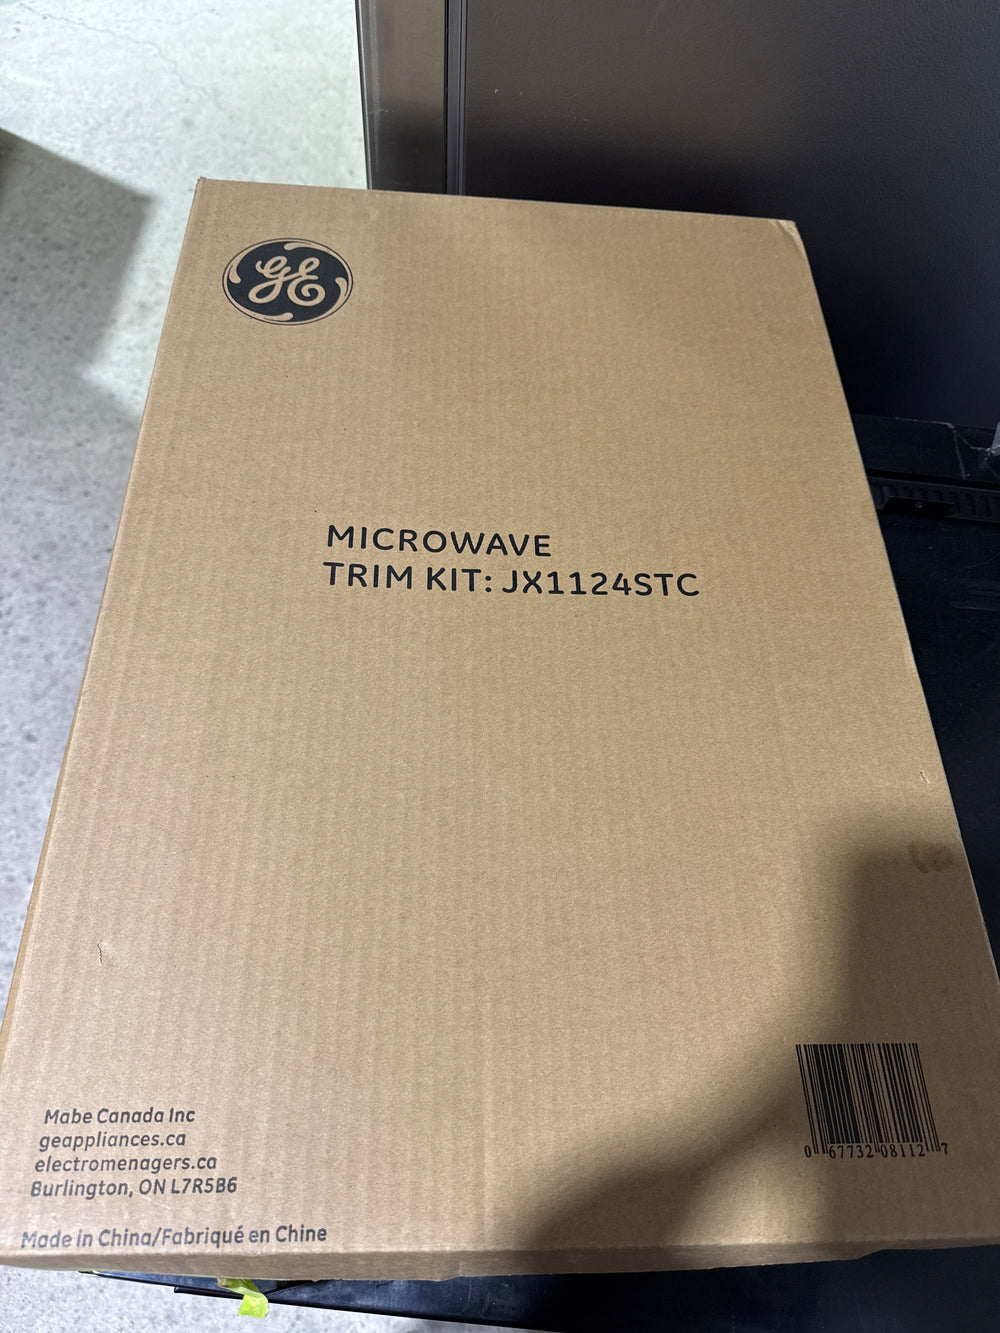 GE
MICROWAVE
TRIM KIT: JX1124STC
Mabe Canada Inc
geappliances.ca
electromenagers.ca
Burlington, ON L7R5B6
Made in China/Fabriqué en Chine
0 67732 08112 7